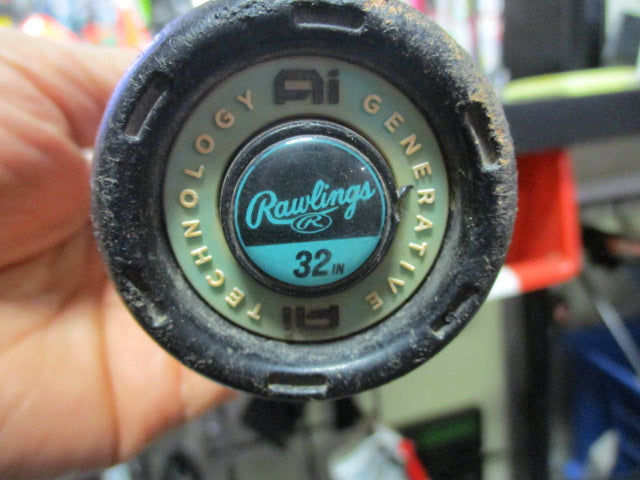 Ai
GENERATIVE
Ai
TECHNOLOGY
Rawlings
R
32 IN